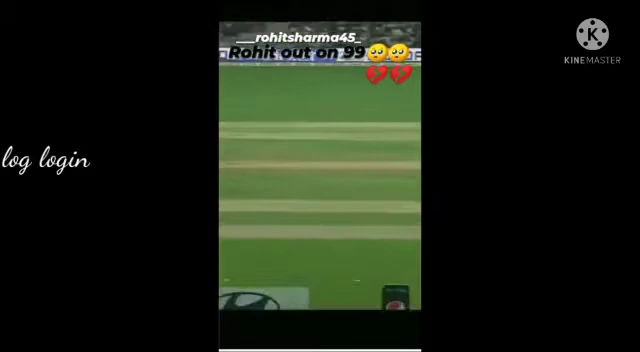 ___rohitsharma45_
Rohit out on 99🥺🥺
💔💔
K
KINEMASTER
log login